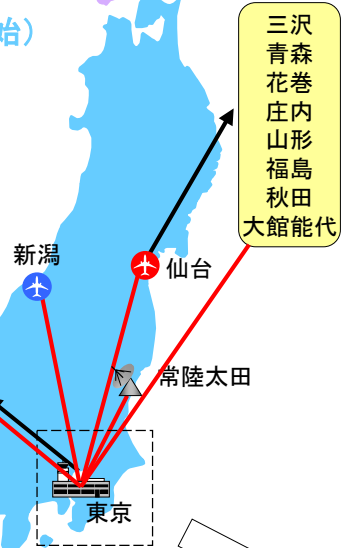 始）
三沢
青森
花巻
庄内
山形
福島
秋田
大館能代
新潟
仙台
常陸太田
東京